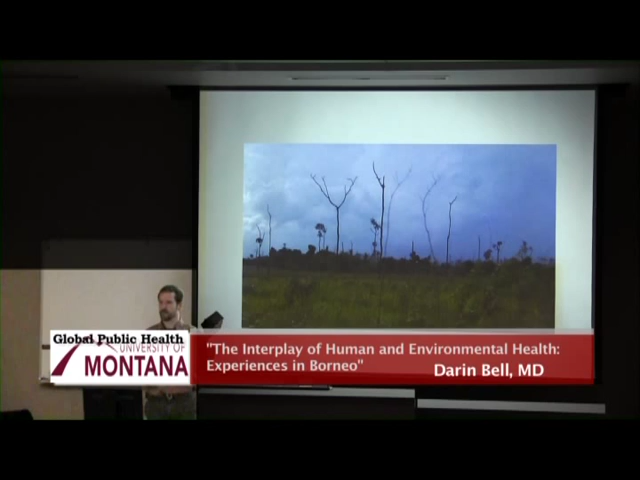 Global Public Health
UNIVERSITY OF
MONTANA
"The Interplay of Human and Environmental Health:
Experiences in Borneo"
Darin Bell, MD